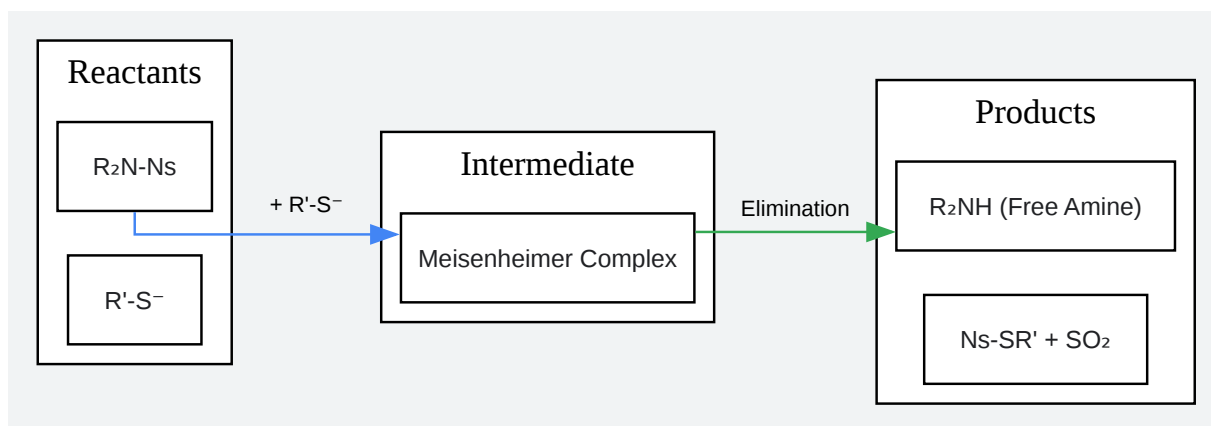 Reactants
R₂N-Ns
R'-S⁻
+ R'-S⁻
Intermediate
Meisenheimer Complex
Elimination
Products
R₂NH (Free Amine)
Ns-SR' + SO₂